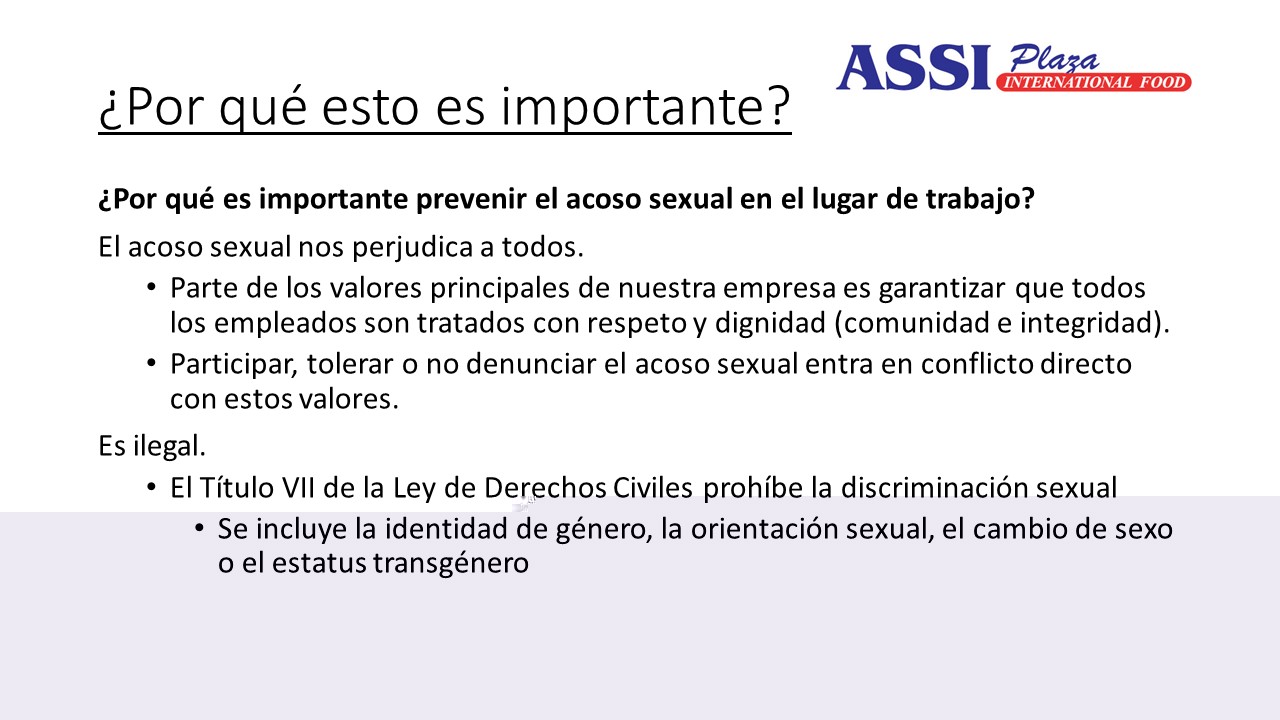 ASSI Plaza
INTERNATIONAL FOOD
¿Por qué esto es importante?
¿Por qué es importante prevenir el acoso sexual en el lugar de trabajo?
El acoso sexual nos perjudica a todos.
• Parte de los valores principales de nuestra empresa es garantizar que todos
los empleados son tratados con respeto y dignidad (comunidad e integridad).
• Participar, tolerar o no denunciar el acoso sexual entra en conflicto directo
con estos valores.
Es ilegal.
• El Título VII de la Ley de Derechos Civiles prohíbe la discriminación sexual
• Se incluye la identidad de género, la orientación sexual, el cambio de sexo
o el estatus transgénero